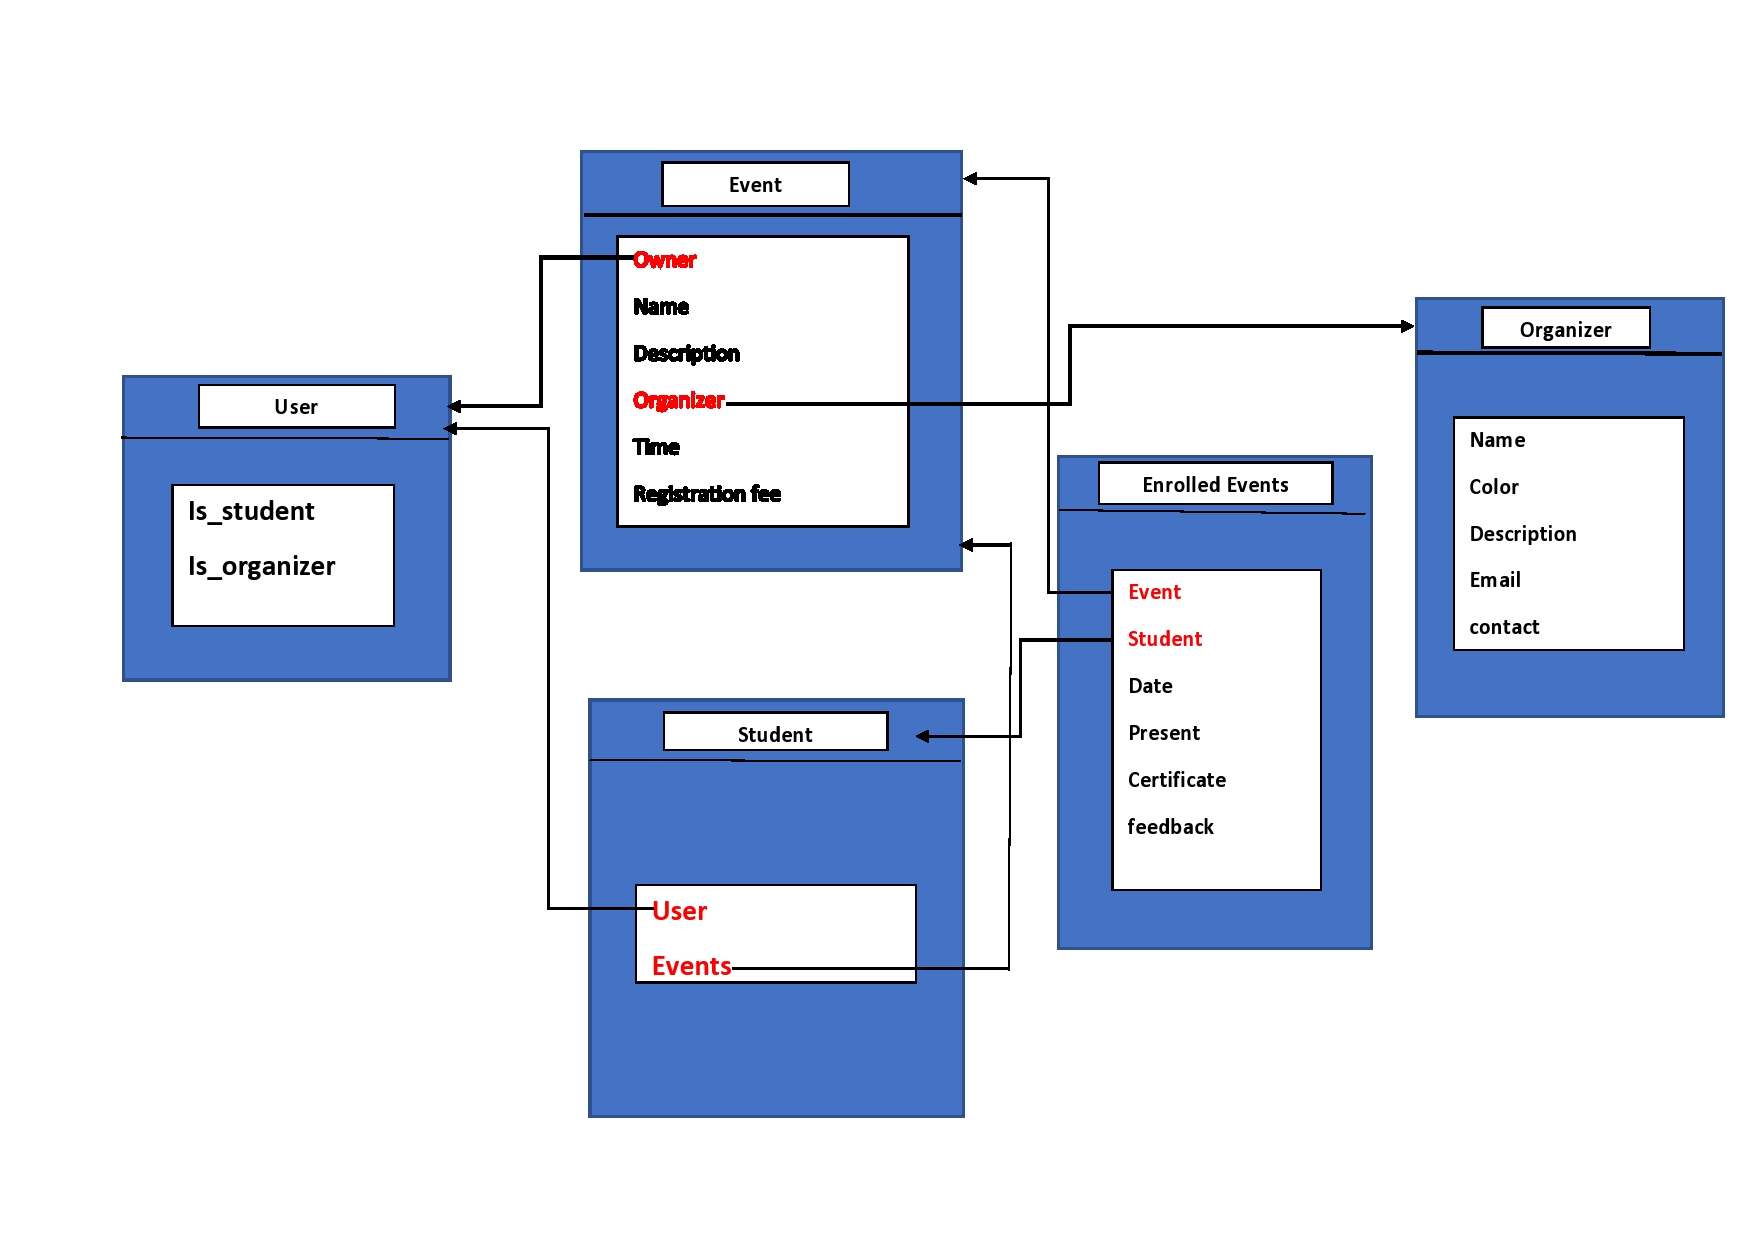 Event
Owner
Name
Description
Organizer
Time
Registration fee
User
Is_student
Is_organizer
Student
User
Events
Enrolled Events
Event
Student
Date
Present
Certificate
feedback
Organizer
Name
Color
Description
Email
contact